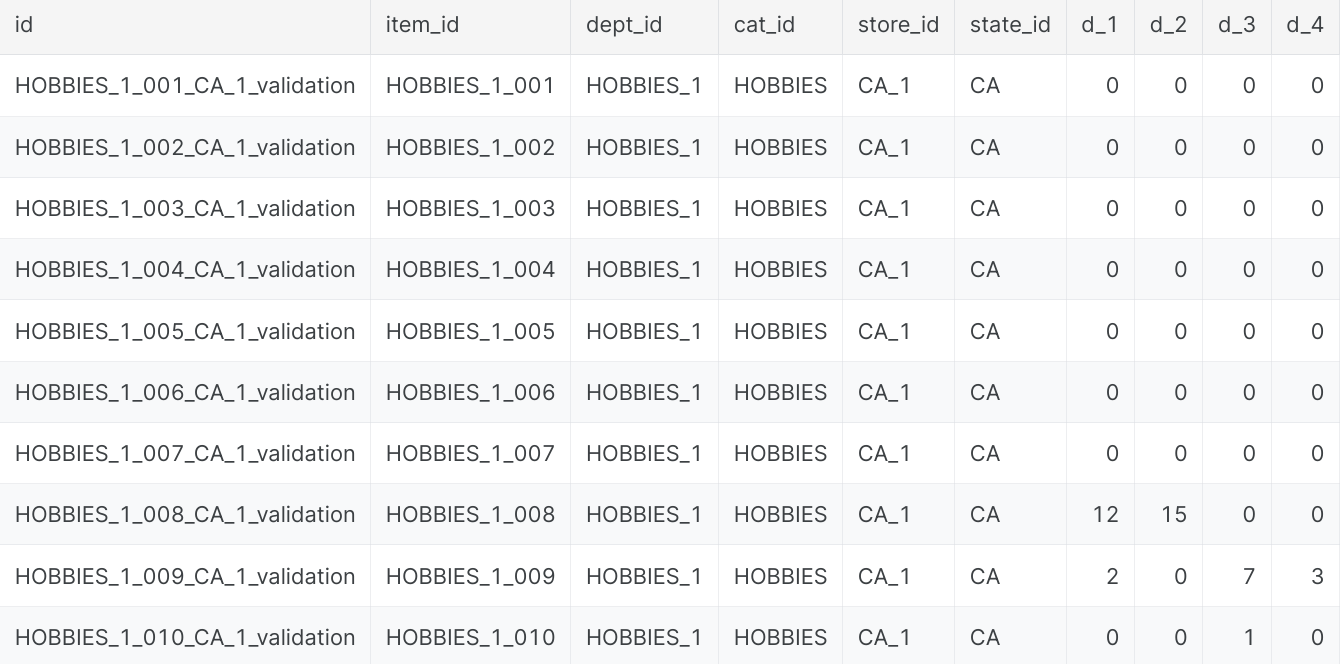 id item_id dept_id cat_id store_id state_id d_1 d_2 d_3 d_4
HOBBIES_1_001_CA_1_validation HOBBIES_1_001 HOBBIES_1 HOBBIES CA_1 CA 0 0 0 0
HOBBIES_1_002_CA_1_validation HOBBIES_1_002 HOBBIES_1 HOBBIES CA_1 CA 0 0 0 0
HOBBIES_1_003_CA_1_validation HOBBIES_1_003 HOBBIES_1 HOBBIES CA_1 CA 0 0 0 0
HOBBIES_1_004_CA_1_validation HOBBIES_1_004 HOBBIES_1 HOBBIES CA_1 CA 0 0 0 0
HOBBIES_1_005_CA_1_validation HOBBIES_1_005 HOBBIES_1 HOBBIES CA_1 CA 0 0 0 0
HOBBIES_1_006_CA_1_validation HOBBIES_1_006 HOBBIES_1 HOBBIES CA_1 CA 0 0 0 0
HOBBIES_1_007_CA_1_validation HOBBIES_1_007 HOBBIES_1 HOBBIES CA_1 CA 0 0 0 0
HOBBIES_1_008_CA_1_validation HOBBIES_1_008 HOBBIES_1 HOBBIES CA_1 CA 12 15 0 0
HOBBIES_1_009_CA_1_validation HOBBIES_1_009 HOBBIES_1 HOBBIES CA_1 CA 2 0 7 3
HOBBIES_1_010_CA_1_validation HOBBIES_1_010 HOBBIES_1 HOBBIES CA_1 CA 0 0 1 0